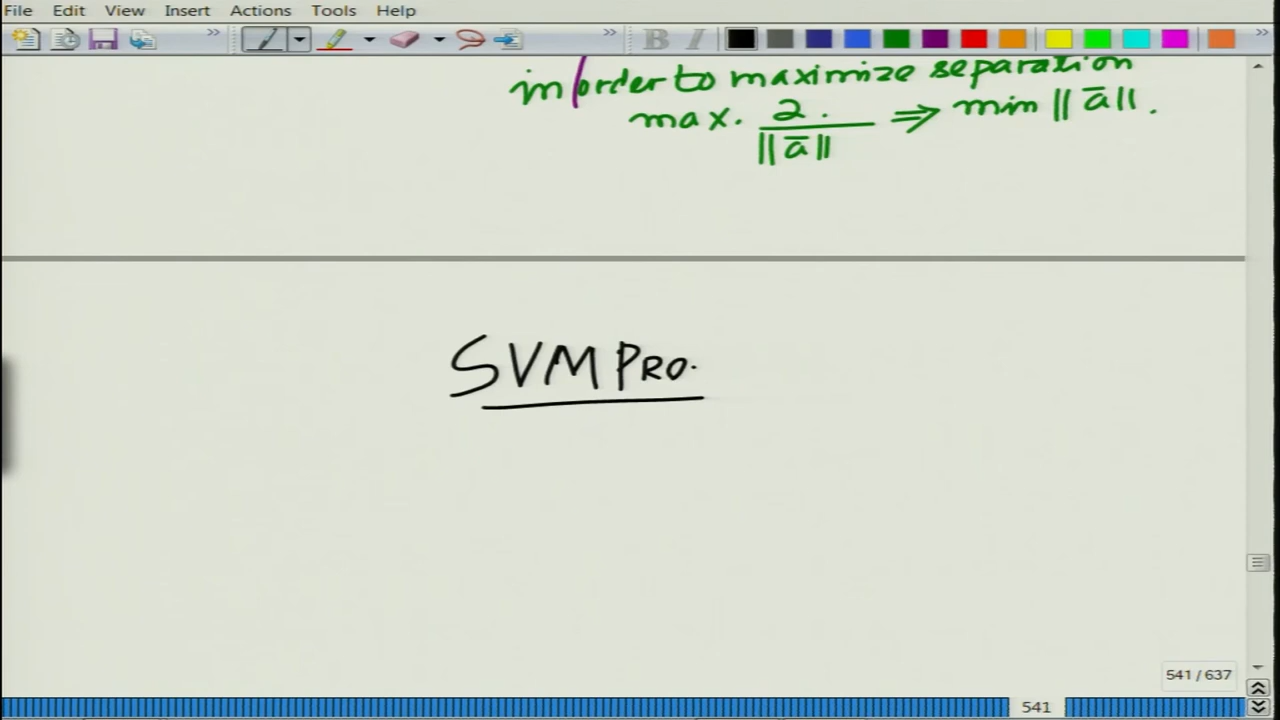 File Edit View Insert Actions Tools Help
B I
in order to maximize separation
max. 2. / ||ā|| ⇒ min ||ā||.
SVM PRO.
541 / 637
541